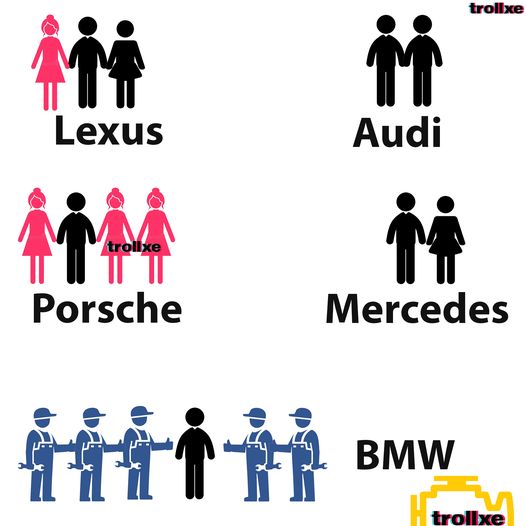 trollxe
Lexus
Audi
trollxe
Porsche
Mercedes
BMW
trollxe